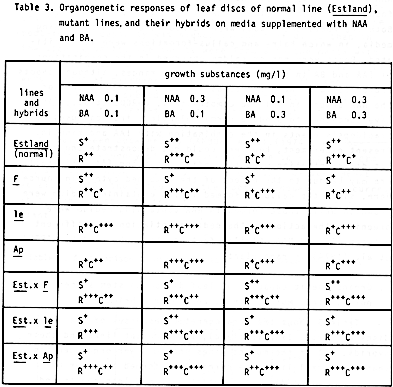 Table 3. Organogenetic responses of leaf discs of normal line (Estland),
mutant lines, and their hybrids on media supplemented with NAA
and BA.
growth substances (mg/l)
lines and hybrids
NAA 0.1 NAA 0.3 NAA 0.1 NAA 0.3
BA 0.1 BA 0.1 BA 0.3 BA 0.3
Estland S+ S++ S++ S++
(normal) R++ R+++C+ R+C+ R+++C+
F S++ S+ S+ S+
R++C+ R+++C++ R+C+++ R+C++
le R++C+++ R++C+++ R+C+++ R+C+++
Ap R+C++ R+++C+++ R+C+++ R+C+++
Est.x F S+ S+ S++ S++
R+++C++ R+++C++ R+++C++ R+++C+++
Est.x le S+ S++ S+ S+
R+++ R+++C+++ R+++C+++ R+++C+++
Est.x Ap S+ S+ S+ S+
R+++C++ R+++C+++ R++C+++ R+++C+++